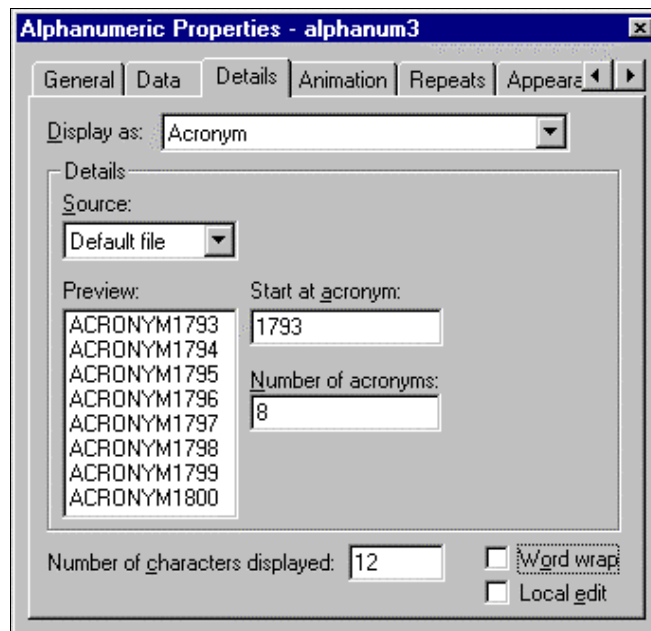 Alphanumeric Properties - alphanum3
General Data Details Animation Repeats Appeara
Display as: Acronym
Details
Source:
Default file
Preview: Start at acronym:
ACRONYM1793 1793
ACRONYM1794
ACRONYM1795
ACRONYM1796 Number of acronyms:
ACRONYM1797 8
ACRONYM1798
ACRONYM1799
ACRONYM1800
Number of characters displayed: 12 Word wrap
Local edit